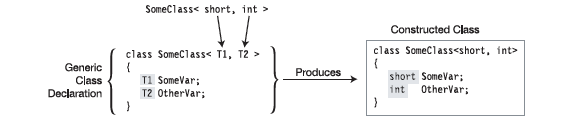 SomeClass< short, int >
Generic
Class
Declaration
class SomeClass< T1, T2 >
{
T1 SomeVar;
T2 OtherVar;
}
Produces
Constructed Class
class SomeClass<short, int>
{
short SomeVar;
int OtherVar;
}